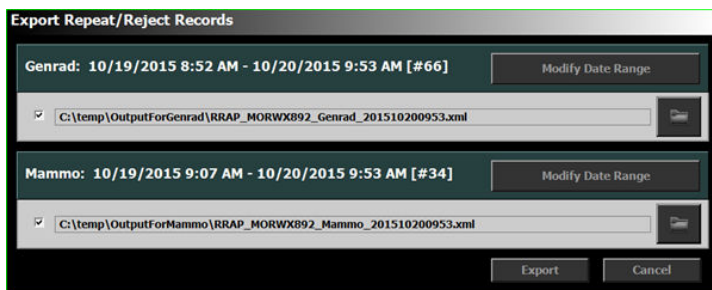 Export Repeat/Reject Records
Genrad: 10/19/2015 8:52 AM - 10/20/2015 9:53 AM [#66]
Modify Date Range
C:\temp\OutputForGenrad\RRAP_MORWX892_Genrad_201510200953.xml
Mammo: 10/19/2015 9:07 AM - 10/20/2015 9:53 AM [#34]
Modify Date Range
C:\temp\OutputForMammo\RRAP_MORWX892_Mammo_201510200953.xml
Export
Cancel